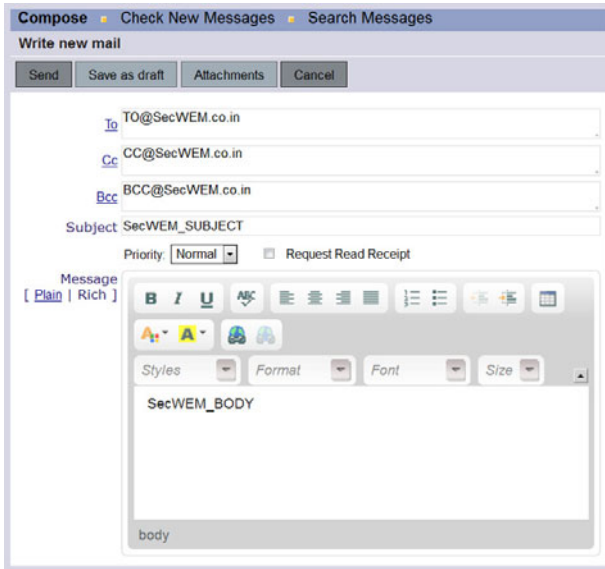 Compose Check New Messages Search Messages
Write new mail
Send Save as draft Attachments Cancel
To TO@SecWEM.co.in
Cc CC@SecWEM.co.in
Bcc BCC@SecWEM.co.in
Subject SecWEM_SUBJECT
Priority: Normal Request Read Receipt
Message
[ Plain | Rich ]
B I U ABC
A A
Styles Format Font Size
SecWEM_BODY
body